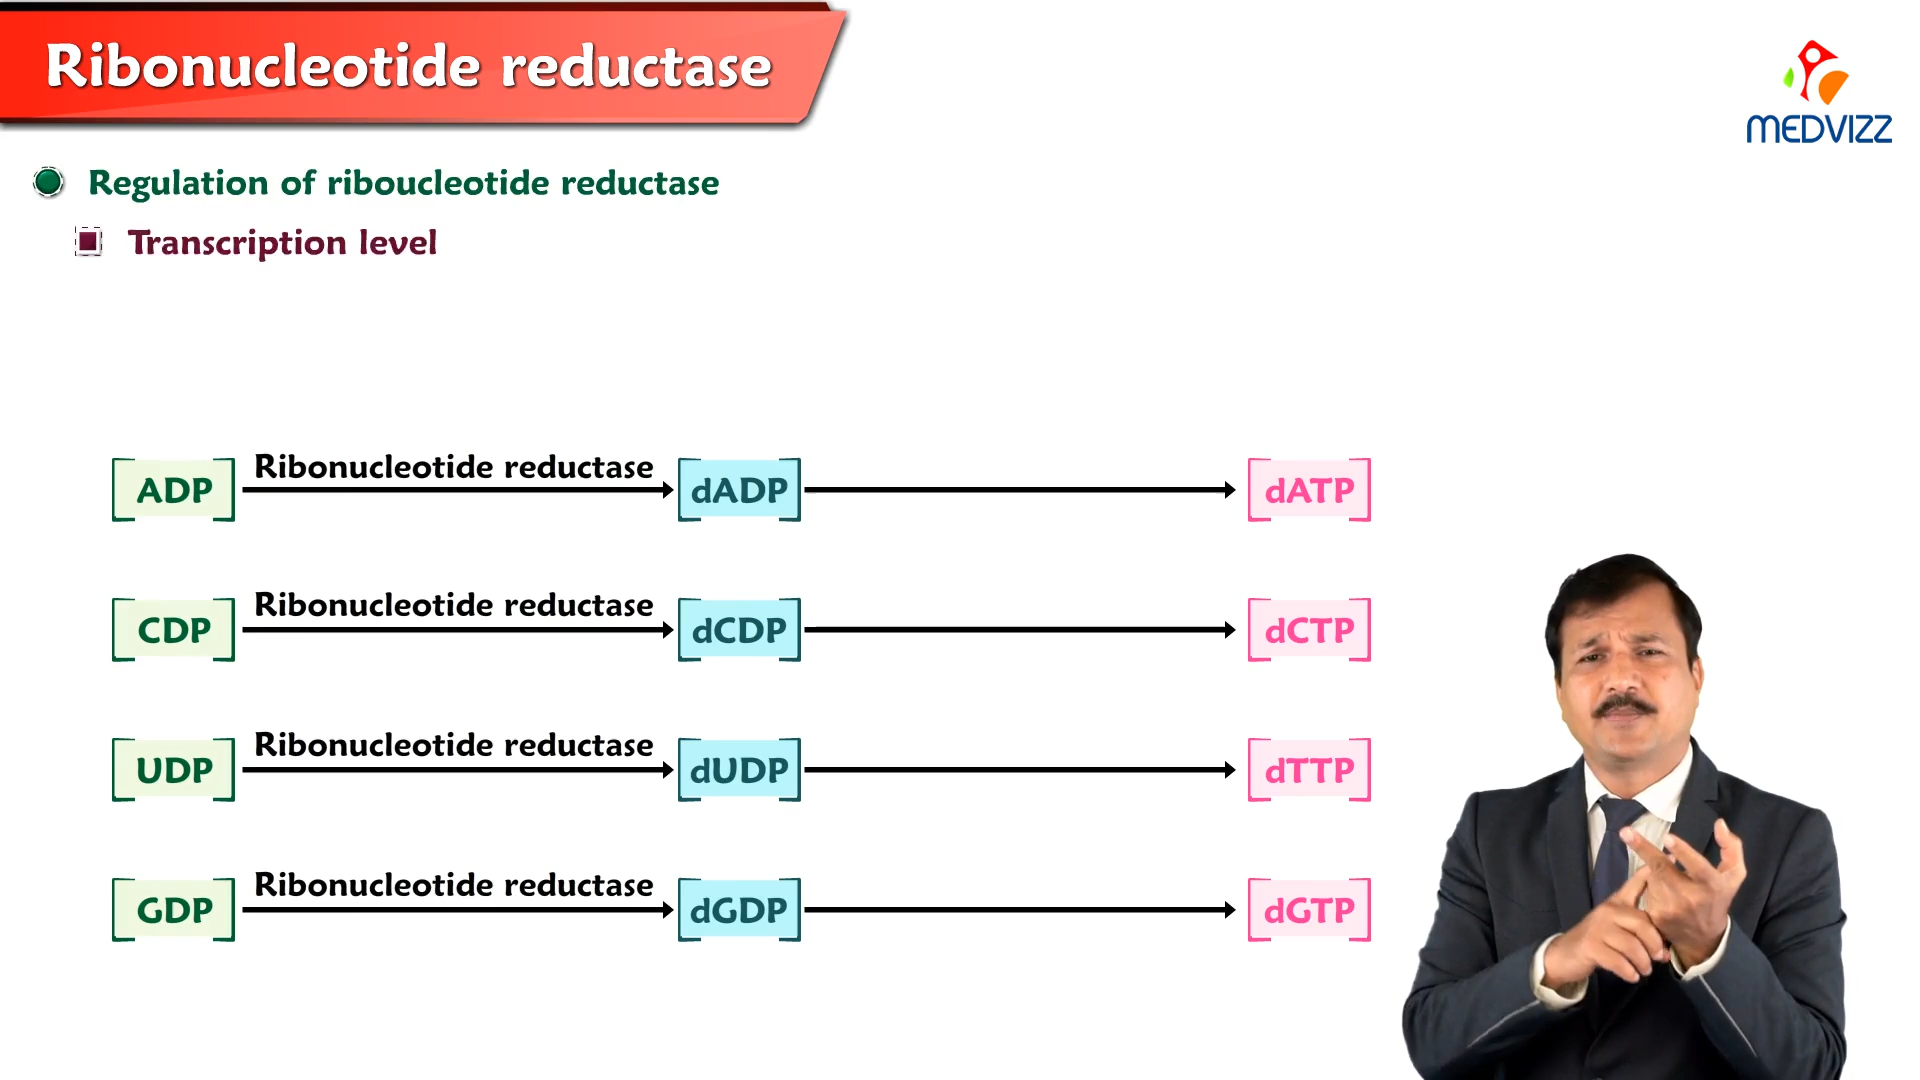 Ribonucleotide reductase
MEDVIZZ
Regulation of riboucleotide reductase
Transcription level
ADP Ribonucleotide reductase dADP dATP
CDP Ribonucleotide reductase dCDP dCTP
UDP Ribonucleotide reductase dUDP dTTP
GDP Ribonucleotide reductase dGDP dGTP